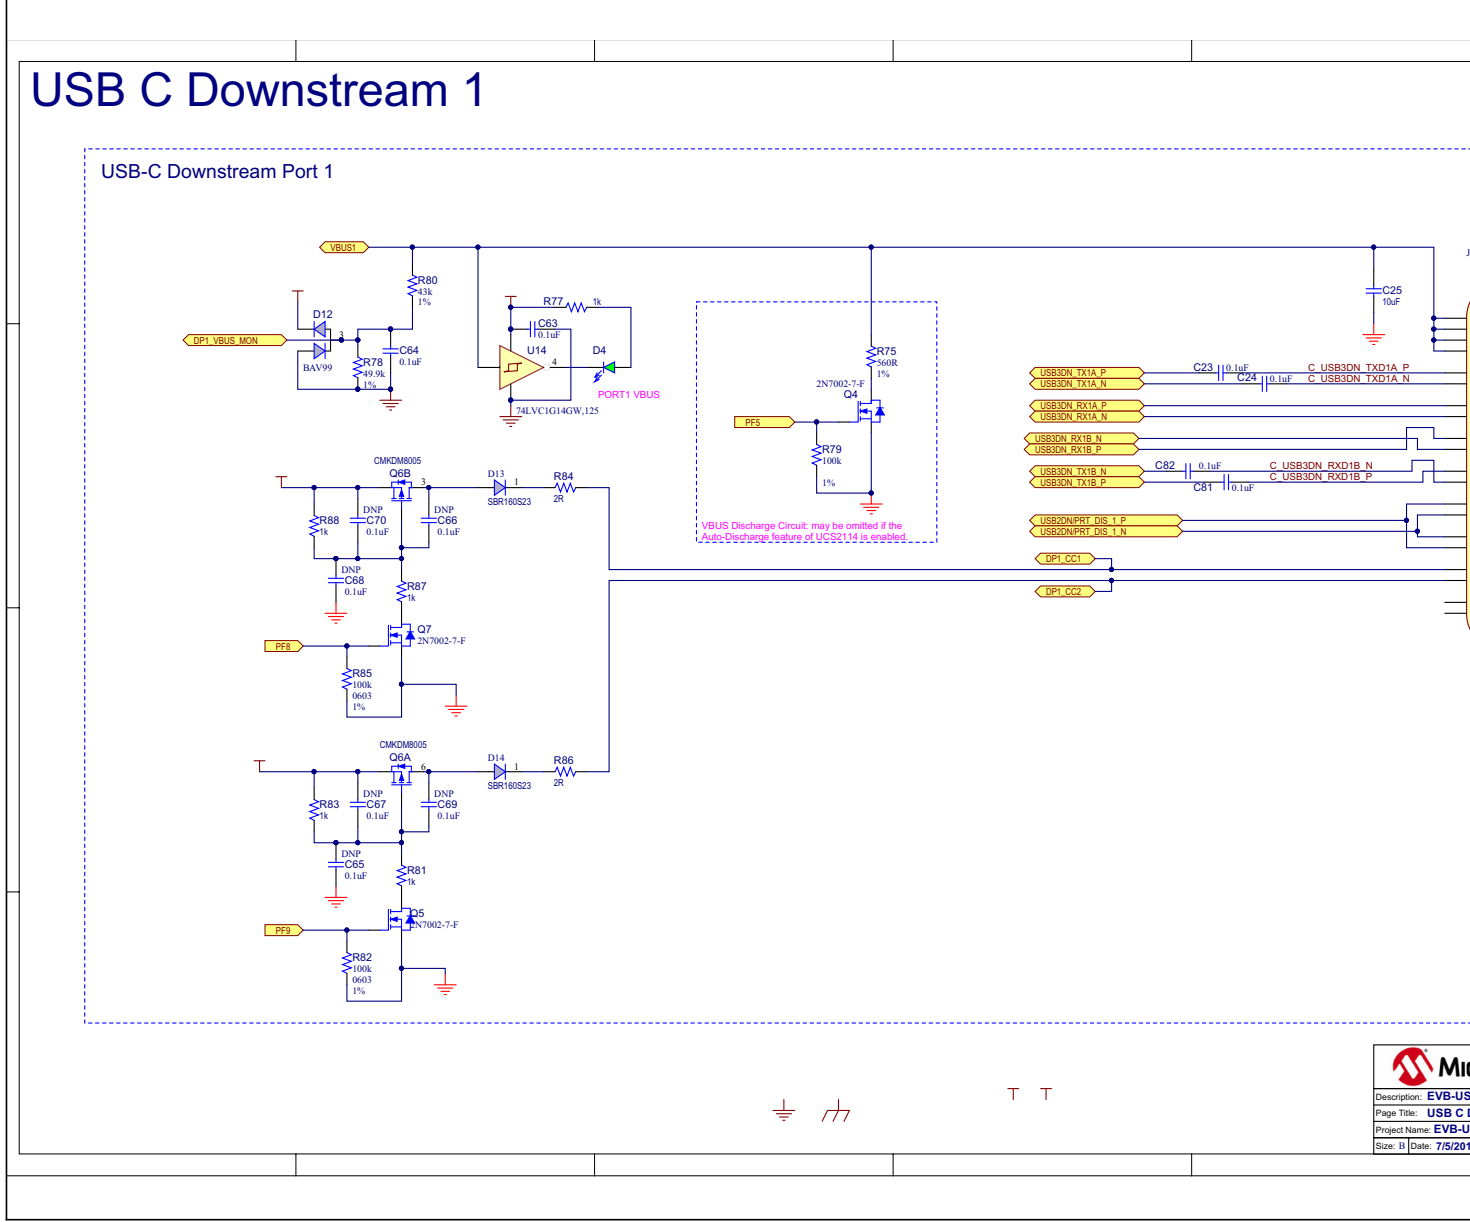 USB C Downstream 1
USB-C Downstream Port 1
VBUS1
R80
43k
1%
D12
3
DP1_VBUS_MON
BAV99
R78
49.9k
1%
C64
0.1uF
R77
1k
C63
0.1uF
U14
4
D4
PORT1 VBUS
74LVC1G14GW,125
R75
560R
1%
2N7002-7-F
Q4
PF5
R79
100k
1%
VBUS Discharge Circuit: may be omitted if the
Auto-Discharge feature of UCS2114 is enabled.
C25
10uF
J
USB3DN_TX1A_P
USB3DN_TX1A_N
C23
0.1uF
C24
0.1uF
C_USB3DN_TXD1A_P
C_USB3DN_TXD1A_N
USB3DN_RX1A_P
USB3DN_RX1A_N
USB3DN_RX1B_N
USB3DN_RX1B_P
USB3DN_TX1B_N
USB3DN_TX1B_P
C82
0.1uF
C81
0.1uF
C_USB3DN_RXD1B_N
C_USB3DN_RXD1B_P
USB2DN/PRT_DIS_1_P
USB2DN/PRT_DIS_1_N
DP1_CC1
DP1_CC2
CMKDM8005
Q6B
3
D13
1
SBR160S23
R84
2R
R88
1k
DNP
C70
0.1uF
DNP
C66
0.1uF
DNP
C68
0.1uF
R87
1k
Q7
2N7002-7-F
PF8
R85
100k
0603
1%
CMKDM8005
Q6A
6
D14
1
SBR160S23
R86
2R
R83
1k
DNP
C67
0.1uF
DNP
C69
0.1uF
DNP
C65
0.1uF
R81
1k
Q5
2N7002-7-F
PF9
R82
100k
0603
1%
Description: EVB-US
Page Title: USB C D
Project Name: EVB-U
Size: B Date: 7/5/201